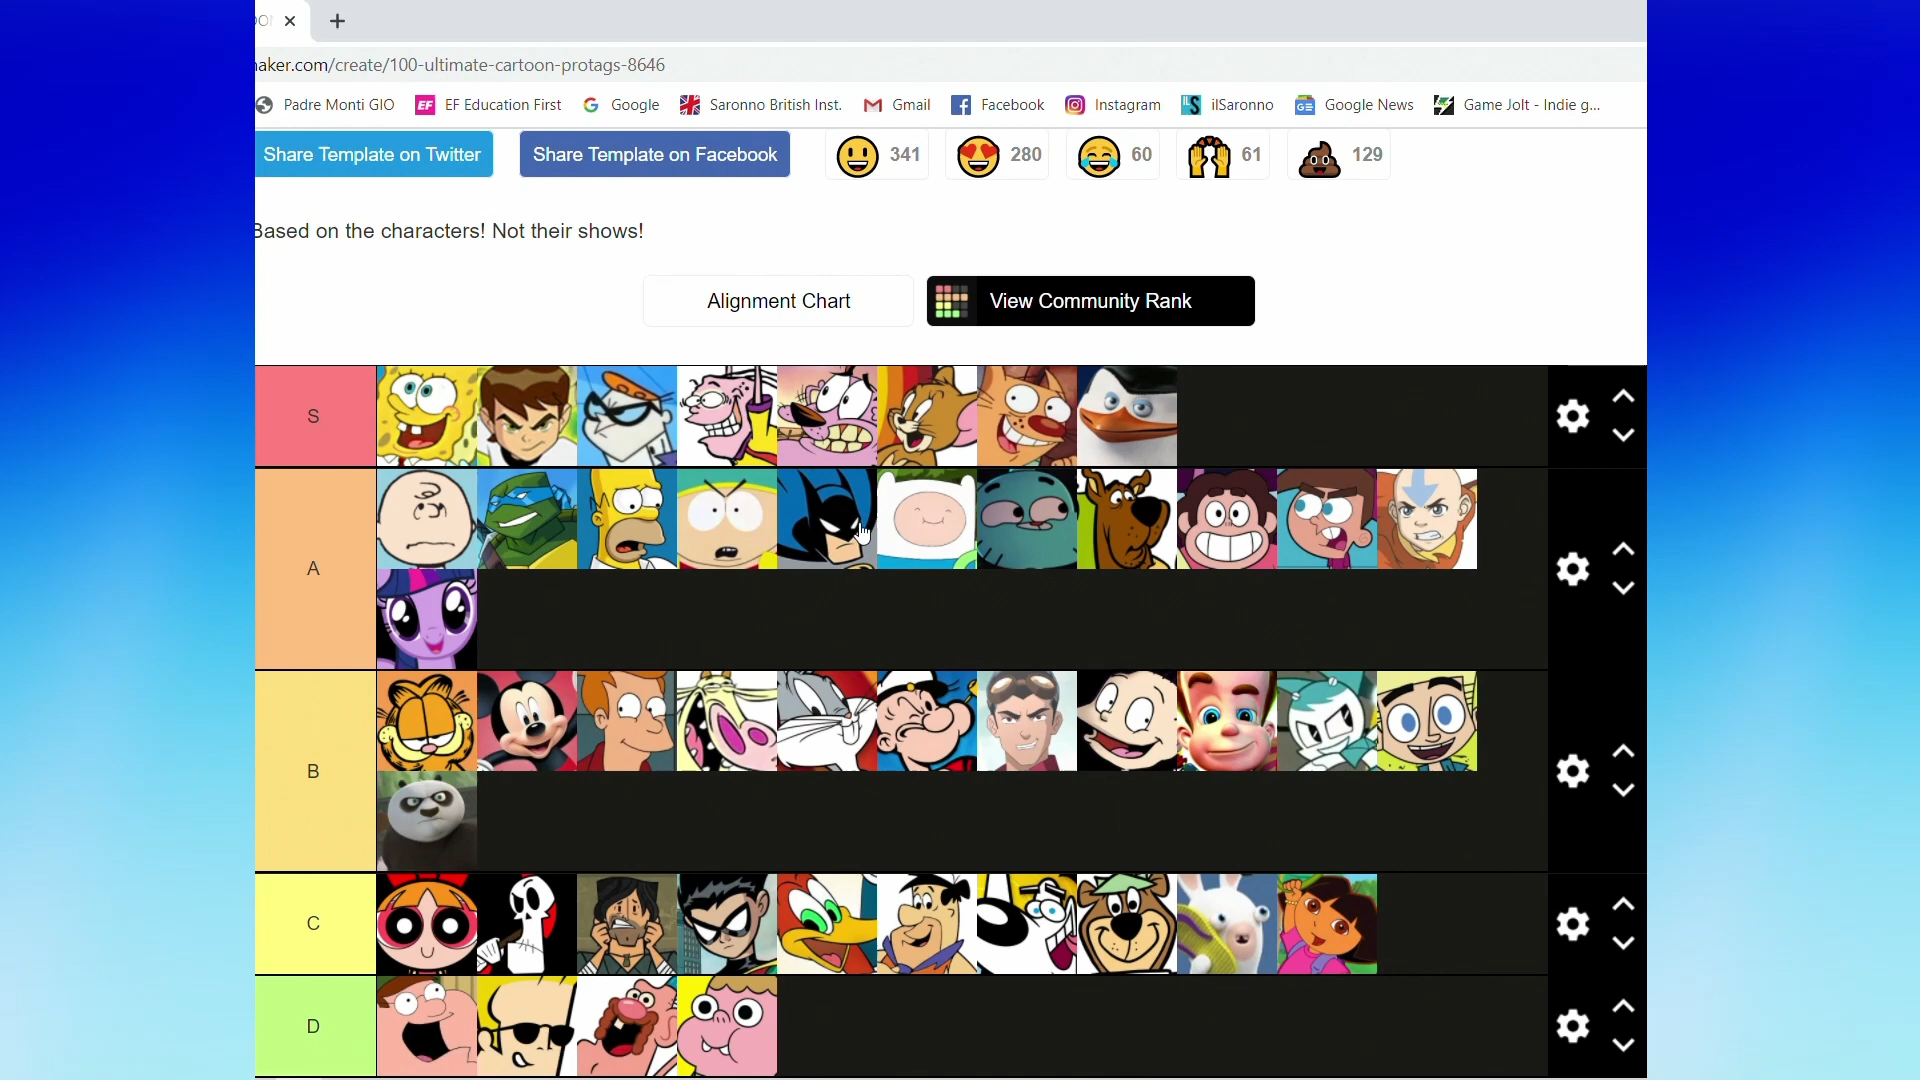 maker.com/create/100-ultimate-cartoon-protags-8646
Padre Monti GIO EF EF Education First Google Saronno British Inst. Gmail Facebook Instagram ilSaronno Google News Game Jolt - Indie g...
Share Template on Twitter Share Template on Facebook 341 280 60 61 129
Based on the characters! Not their shows!
Alignment Chart View Community Rank
S
A
B
C
D